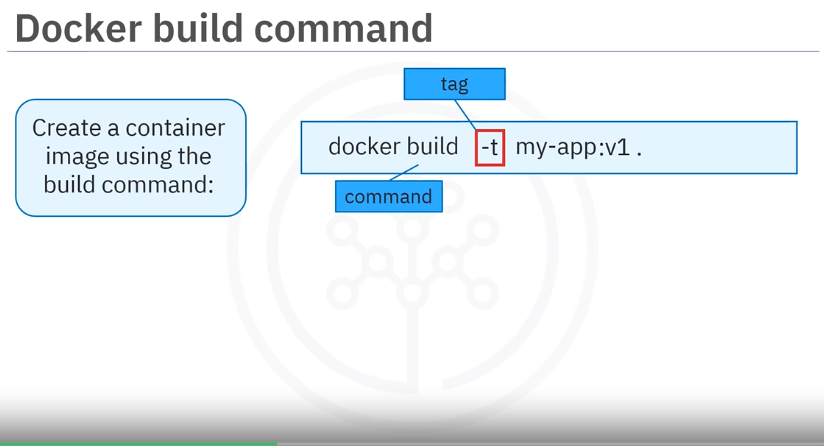 Docker build command
Create a container
image using the
build command:
tag
docker build -t my-app:v1 .
command